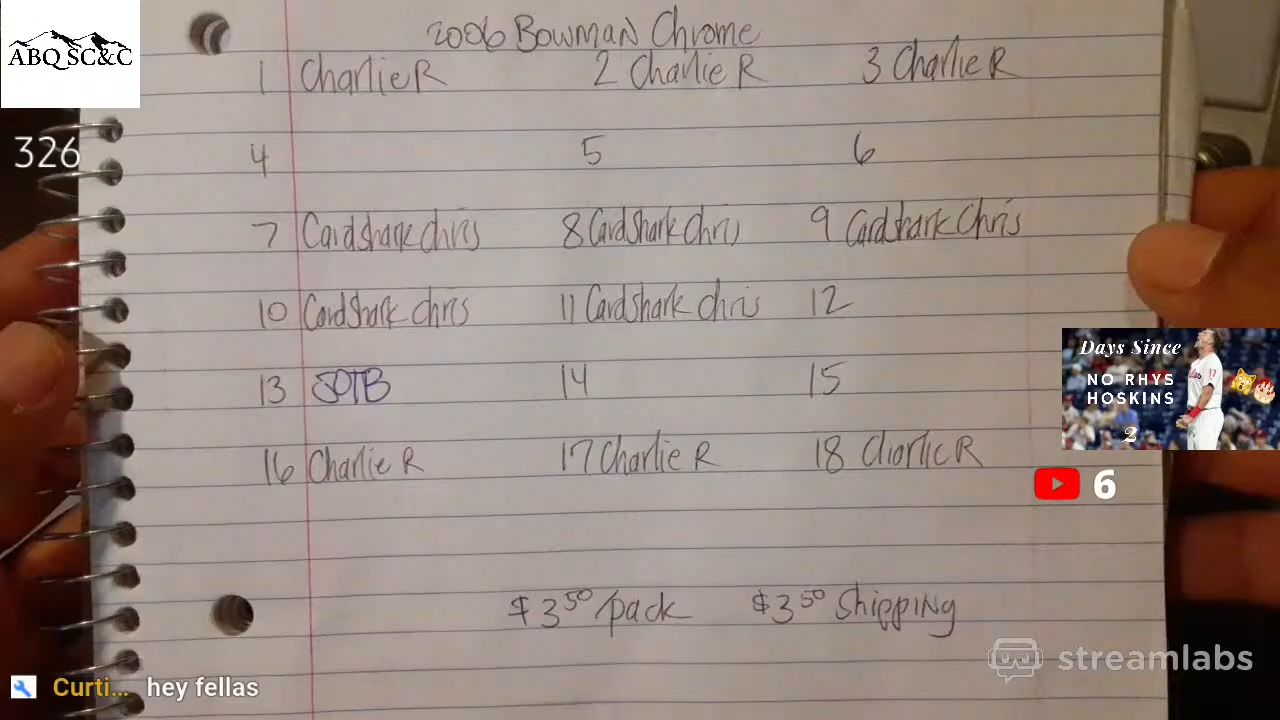 ABQ SC&C
326
2006 Bowman Chrome
1 Charlie R 2 Charlie R 3 Charlie R
4 5 6
7 Cardshark Chris 8 Cardshark Chris 9 Cardshark Chris
10 Cardshark Chris 11 Cardshark Chris 12
13 SOTB 14 15
16 Charlie R 17 Charlie R 18 Charlie R
$3 50/pack $3 50 Shipping
Days Since
NO RHYS
HOSKINS
2
6
streamlabs
Curti... hey fellas